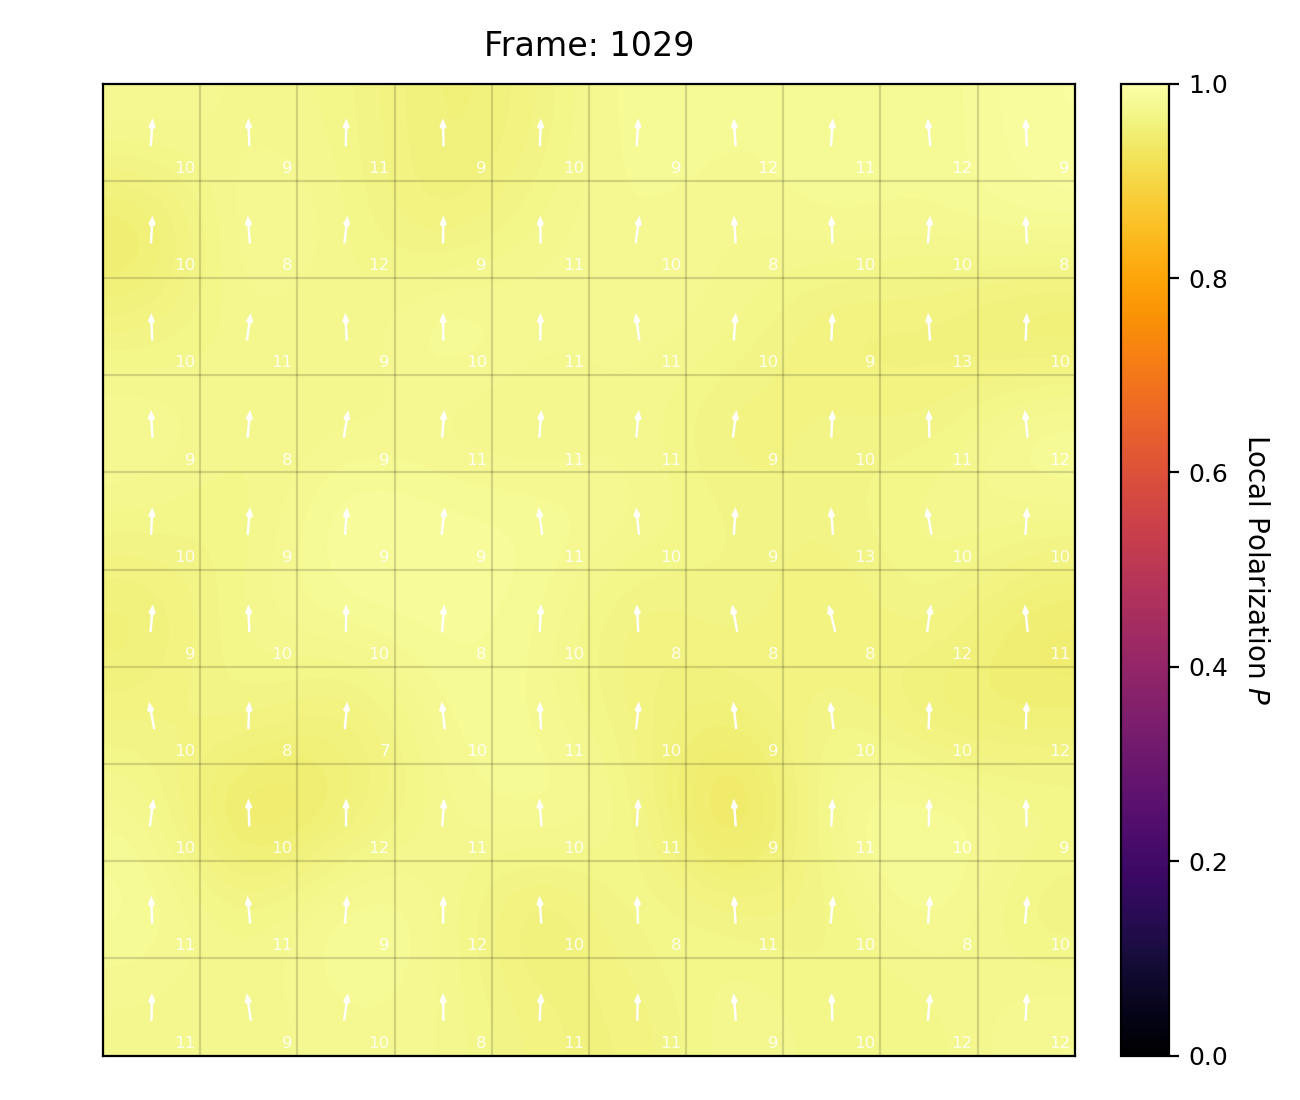 Frame: 1029
10 9 11 9 10 9 12 11 12 9
10 8 12 9 11 10 8 10 10 8
10 11 9 10 11 11 10 9 13 10
9 8 9 11 11 11 9 10 11 12
10 9 9 9 11 10 9 13 10 10
9 10 10 8 10 8 8 8 12 11
10 8 7 10 11 10 9 10 10 12
10 10 12 11 10 11 9 11 10 9
11 11 9 12 10 8 11 10 8 10
11 9 10 8 11 11 9 10 12 12
1.0
0.8
0.6
0.4
0.2
0.0
Local Polarization P